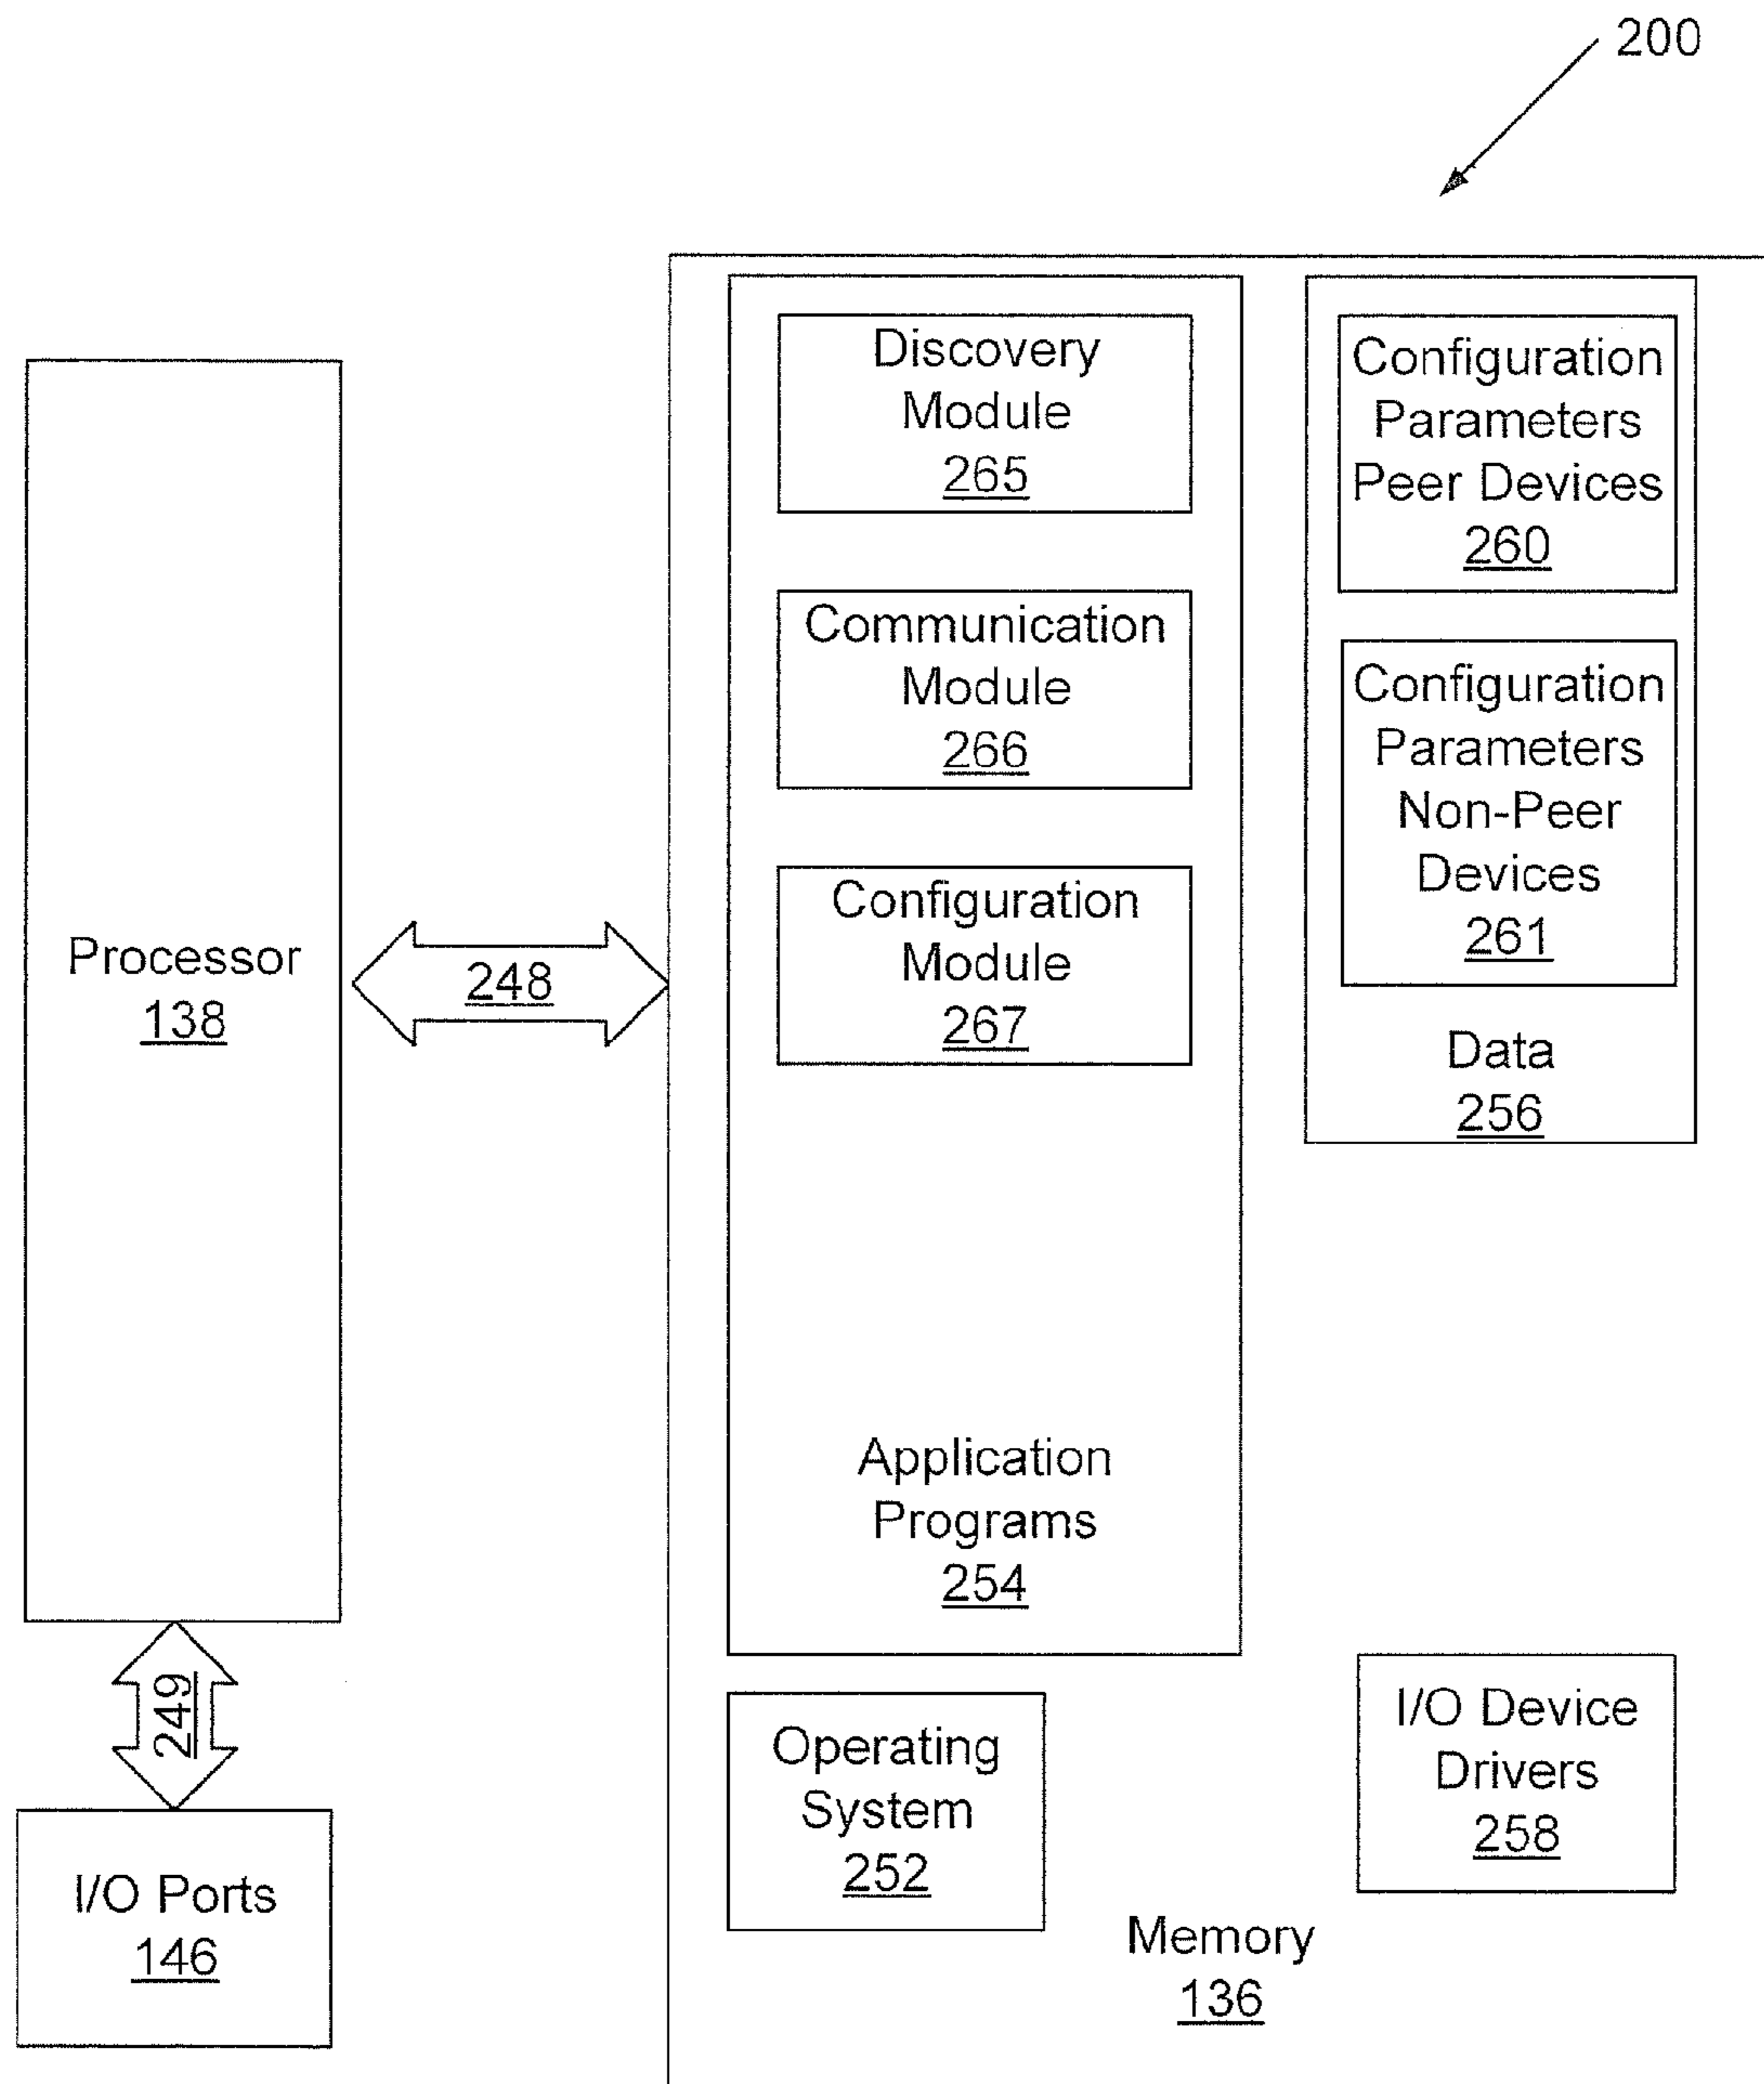 200
Discovery
Module
265
Communication
Module
266
Configuration
Module
267
Application
Programs
254
Configuration
Parameters
Peer Devices
260
Configuration
Parameters
Non-Peer
Devices
261
Data
256
Processor
138
248
249
I/O Ports
146
Operating
System
252
I/O Device
Drivers
258
Memory
136